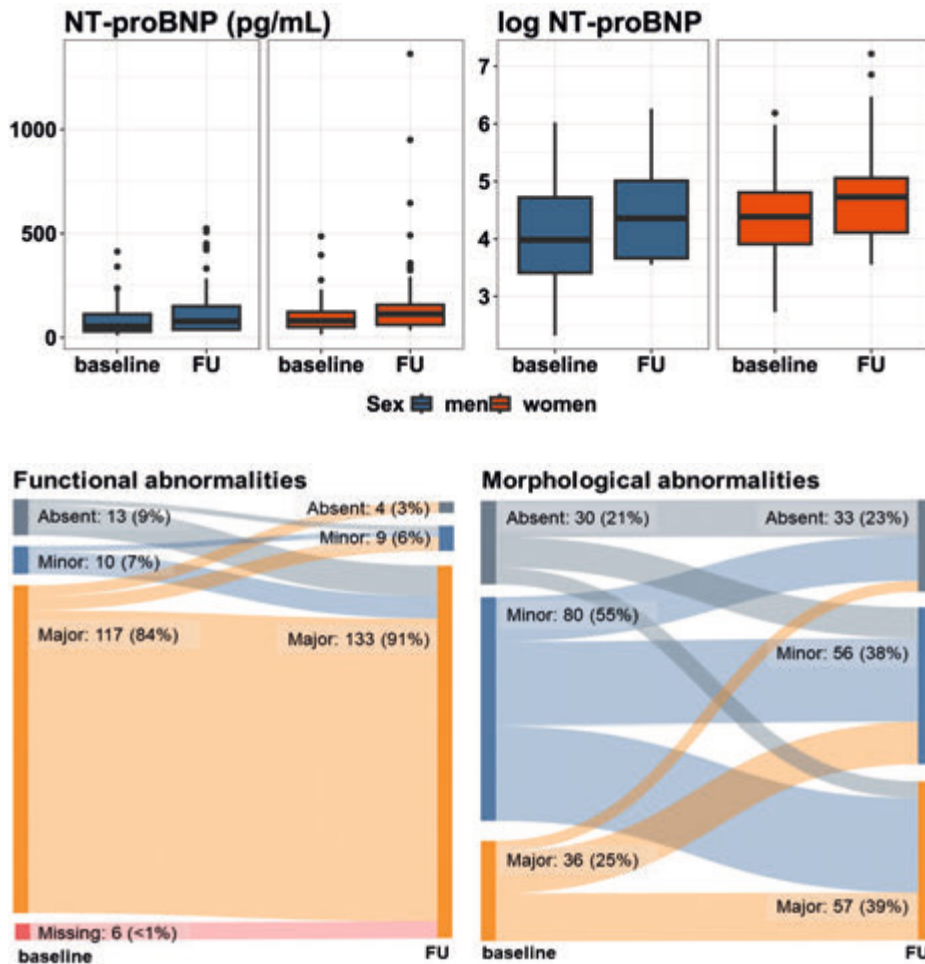 NT-proBNP (pg/mL)
log NT-proBNP
1000
500
0
7
6
5
4
3
baseline FU baseline FU
baseline FU baseline FU
Sex men women
Functional abnormalities
Absent: 13 (9%)
Minor: 10 (7%)
Major: 117 (84%)
Missing: 6 (<1%)
Absent: 4 (3%)
Minor: 9 (6%)
Major: 133 (91%)
baseline FU
Morphological abnormalities
Absent: 30 (21%)
Minor: 80 (55%)
Major: 36 (25%)
Absent: 33 (23%)
Minor: 56 (38%)
Major: 57 (39%)
baseline FU